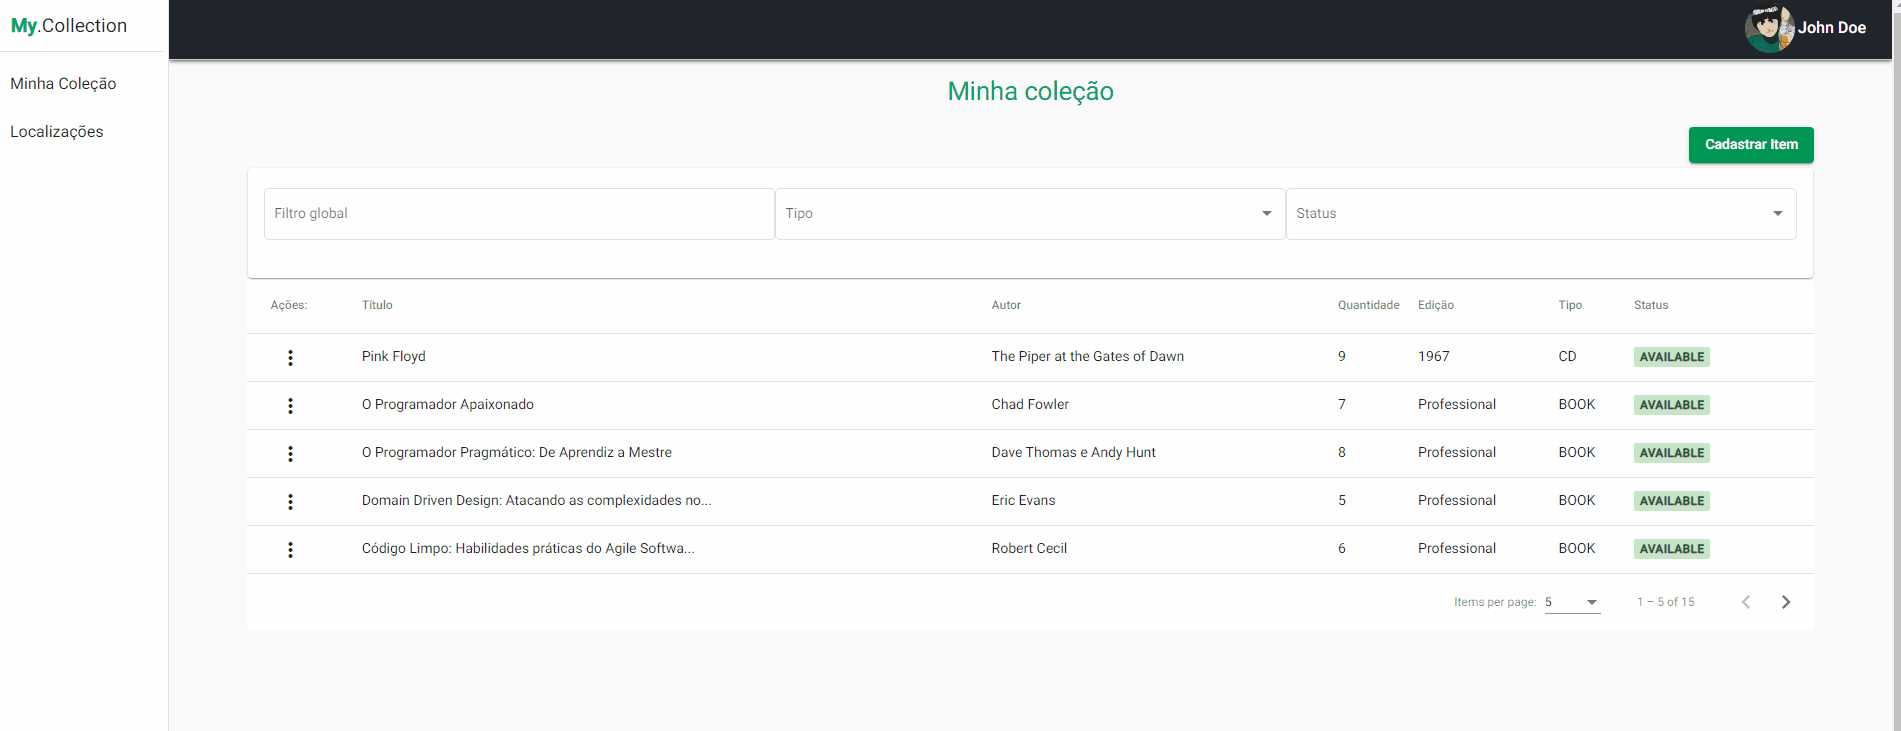 My.Collection
John Doe
Minha Coleção
Localizações
Minha coleção
Cadastrar Item
Filtro global Tipo Status
Ações: Título Autor Quantidade Edição Tipo Status
Pink Floyd The Piper at the Gates of Dawn 9 1967 CD AVAILABLE
O Programador Apaixonado Chad Fowler 7 Professional BOOK AVAILABLE
O Programador Pragmático: De Aprendiz a Mestre Dave Thomas e Andy Hunt 8 Professional BOOK AVAILABLE
Domain Driven Design: Atacando as complexidades no... Eric Evans 5 Professional BOOK AVAILABLE
Código Limpo: Habilidades práticas do Agile Softwa... Robert Cecil 6 Professional BOOK AVAILABLE
Items per page: 5 1 – 5 of 15